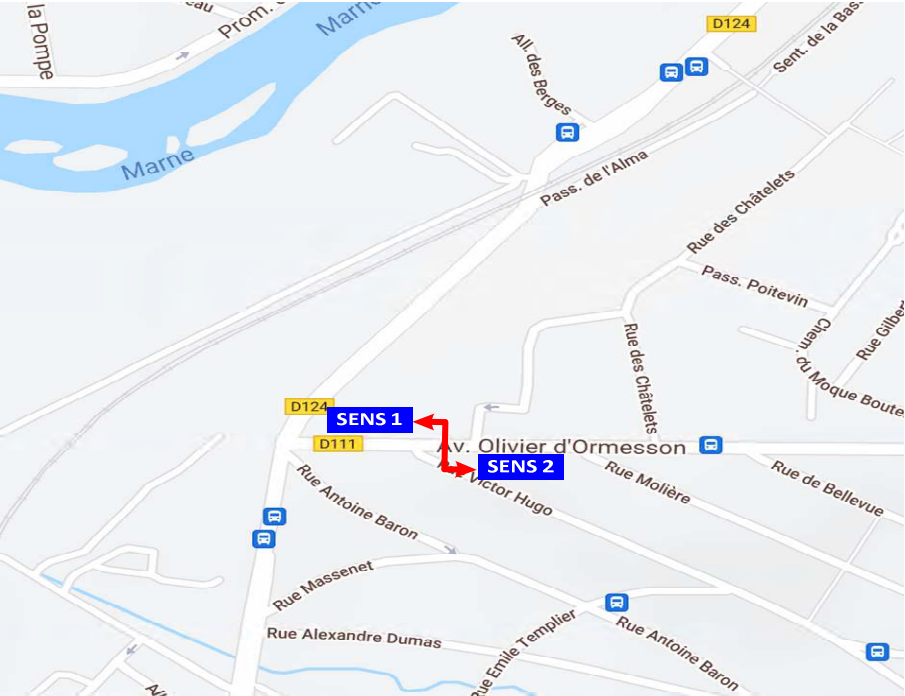 la Pompe
eau
Prom.
Marne
D124
Sent. de la Bas
All. des Berges
Marne
Pass. de l'Alma
Rue des Châtelets
Pass. Poitevin
Chem. du Moque Boute
Rue Gilber
Rue des Châtelets
D124
SENS 1
D111
Av. Olivier d'Ormesson
SENS 2
Victor Hugo
Rue Molière
Rue de Bellevue
Rue Antoine Baron
Rue Massenet
Rue Alexandre Dumas
Rue Emile Templier
Rue Antoine Baron